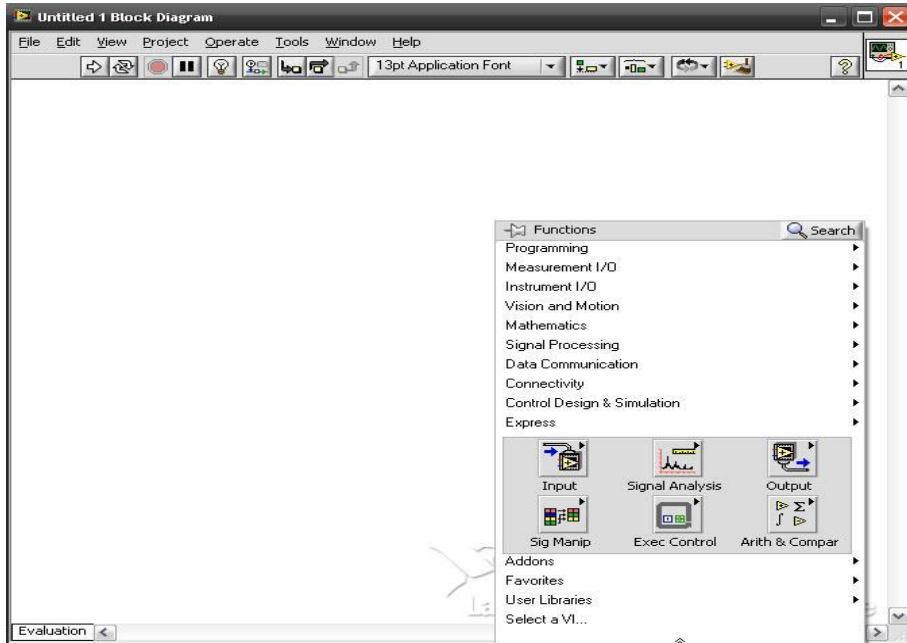 Untitled 1 Block Diagram
File Edit View Project Operate Tools Window Help
13pt Application Font
1
Functions Search
Programming
Measurement I/O
Instrument I/O
Vision and Motion
Mathematics
Signal Processing
Data Communication
Connectivity
Control Design & Simulation
Express
Input Signal Analysis Output
Sig Manip Exec Control Arith & Compar
Addons
Favorites
User Libraries
Select a VI...
Evaluation